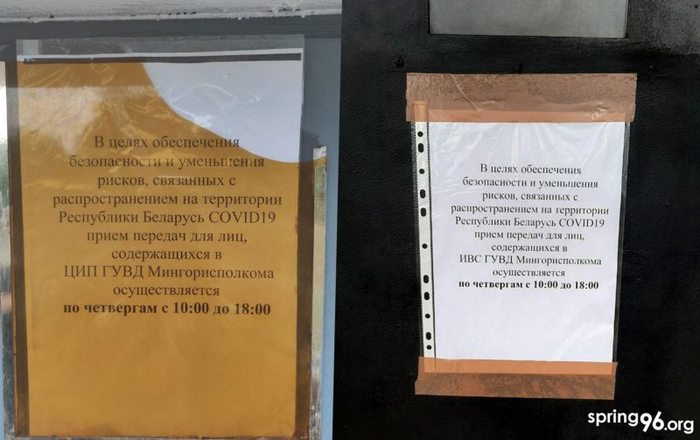 В целях обеспечения
безопасности и уменьшения
рисков, связанных с
распространением на территории
Республики Беларусь COVID19
прием передач для лиц,
содержащихся в
ЦИП ГУВД Мингорисполкома
осуществляется
по четвергам с 10:00 до 18:00
В целях обеспечения
безопасности и уменьшения
рисков, связанных с
распространением на территории
Республики Беларусь COVID19
прием передач для лиц,
содержащихся в
ИВС ГУВД Мингорисполкома
осуществляется
по четвергам с 10:00 до 18:00
spring96.org